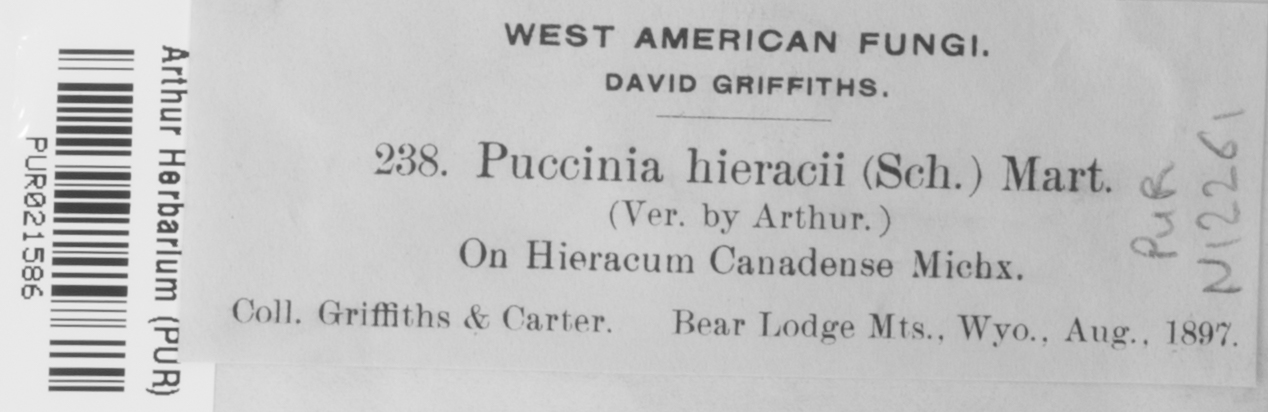 WEST AMERICAN FUNGI.
DAVID GRIFFITHS.
238. Puccinia hieracii (Sch.) Mart.
(Ver. by Arthur.)
On Hieracum Canadense Michx.
Coll. Griffiths & Carter. Bear Lodge Mts., Wyo., Aug., 1897.
PUR
N12261
Arthur Herbarium (PUR)
PUR021586